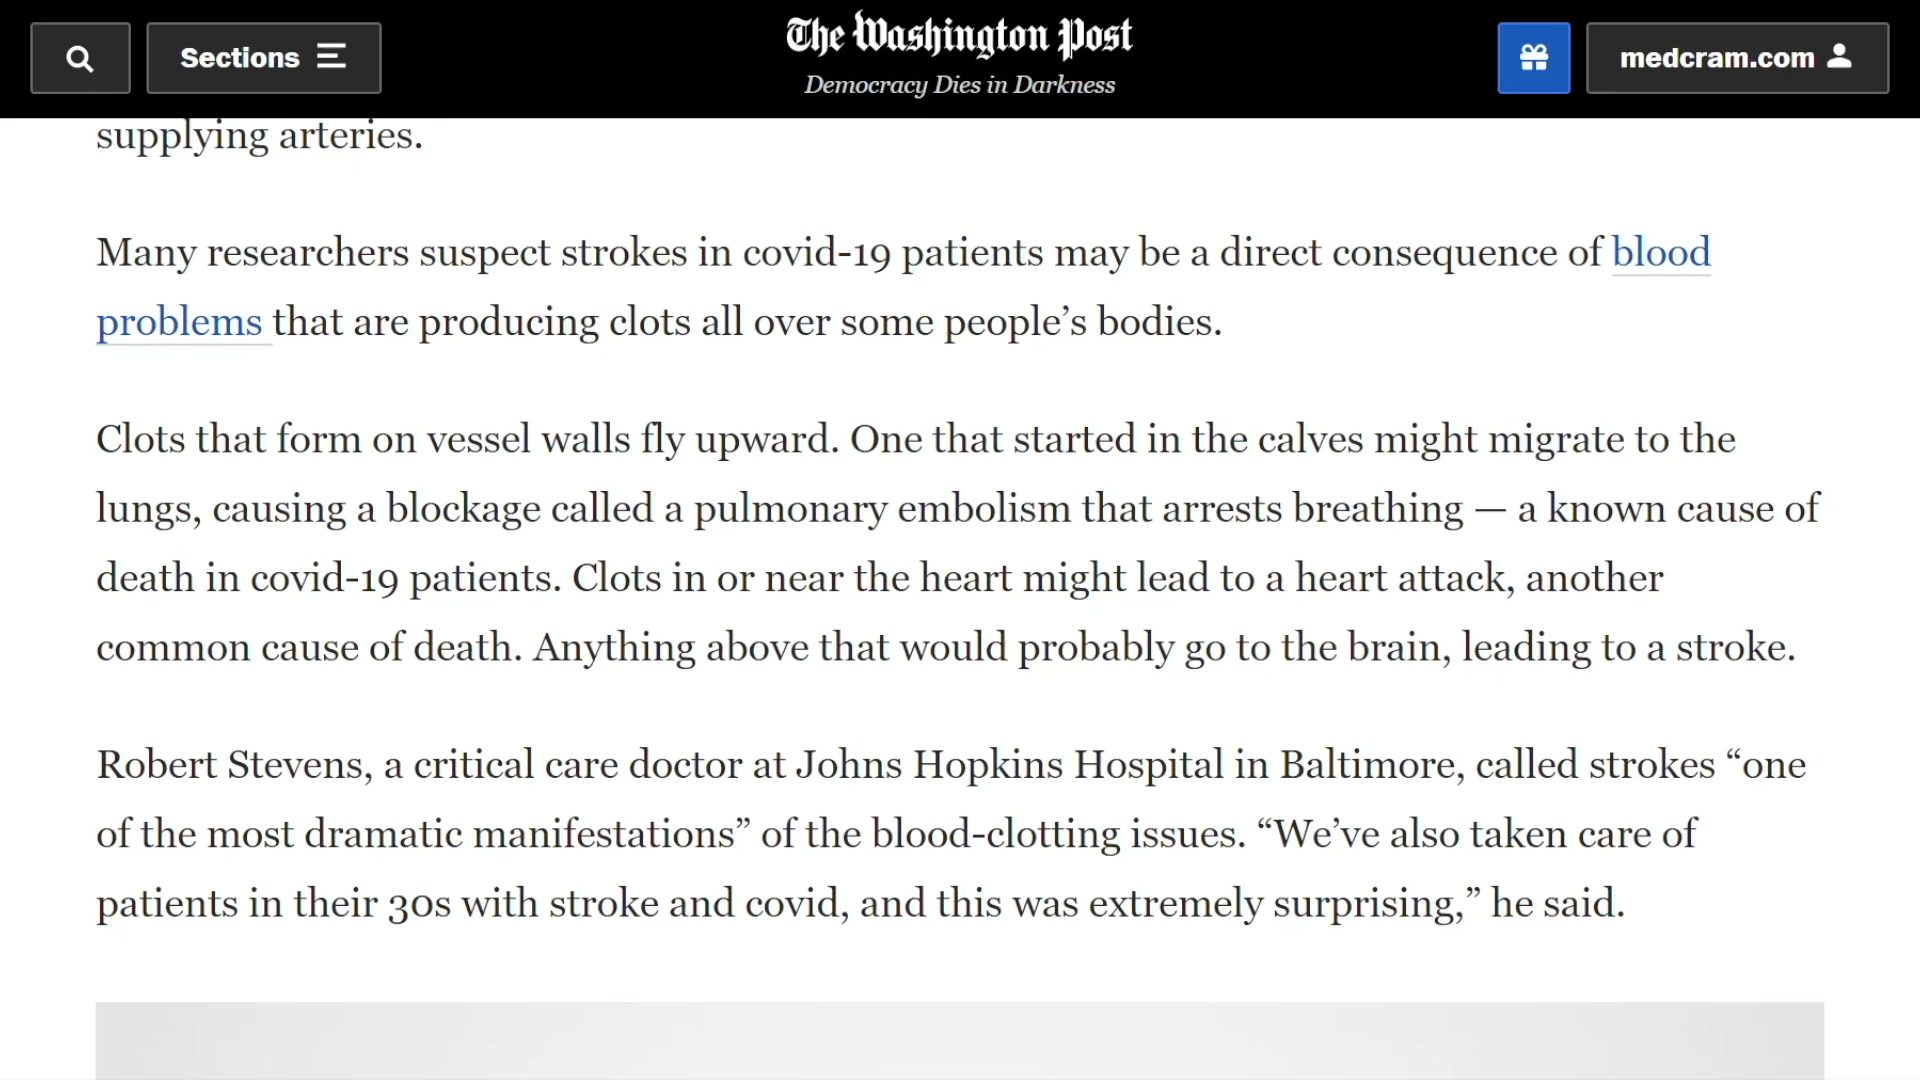 Sections
The Washington Post
Democracy Dies in Darkness
medcram.com
supplying arteries.
Many researchers suspect strokes in covid-19 patients may be a direct consequence of blood
problems that are producing clots all over some people’s bodies.
Clots that form on vessel walls fly upward. One that started in the calves might migrate to the
lungs, causing a blockage called a pulmonary embolism that arrests breathing — a known cause of
death in covid-19 patients. Clots in or near the heart might lead to a heart attack, another
common cause of death. Anything above that would probably go to the brain, leading to a stroke.
Robert Stevens, a critical care doctor at Johns Hopkins Hospital in Baltimore, called strokes “one
of the most dramatic manifestations” of the blood-clotting issues. “We’ve also taken care of
patients in their 30s with stroke and covid, and this was extremely surprising,” he said.